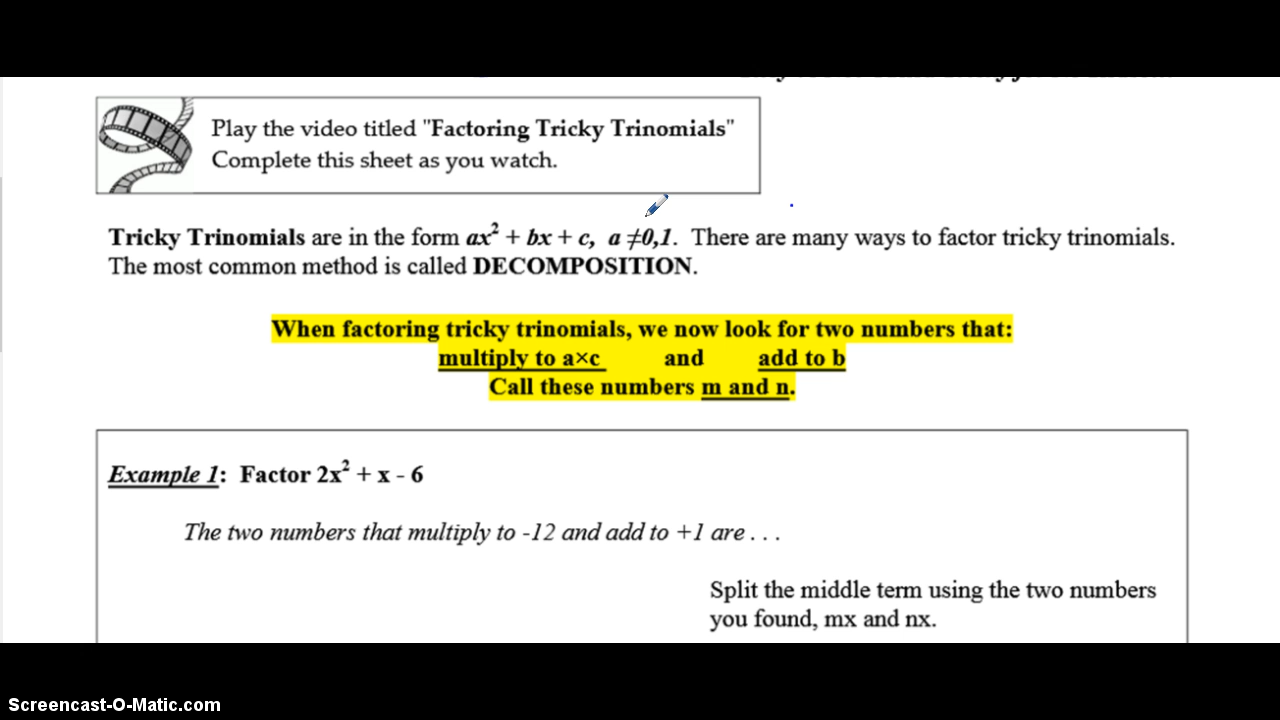 Play the video titled "Factoring Tricky Trinomials"
Complete this sheet as you watch.
Tricky Trinomials are in the form ax² + bx + c, a ≠0,1. There are many ways to factor tricky trinomials.
The most common method is called DECOMPOSITION.
When factoring tricky trinomials, we now look for two numbers that:
multiply to a×c and add to b
Call these numbers m and n.
Example 1: Factor 2x² + x - 6
The two numbers that multiply to -12 and add to +1 are . . .
Split the middle term using the two numbers
you found, mx and nx.
Screencast-O-Matic.com